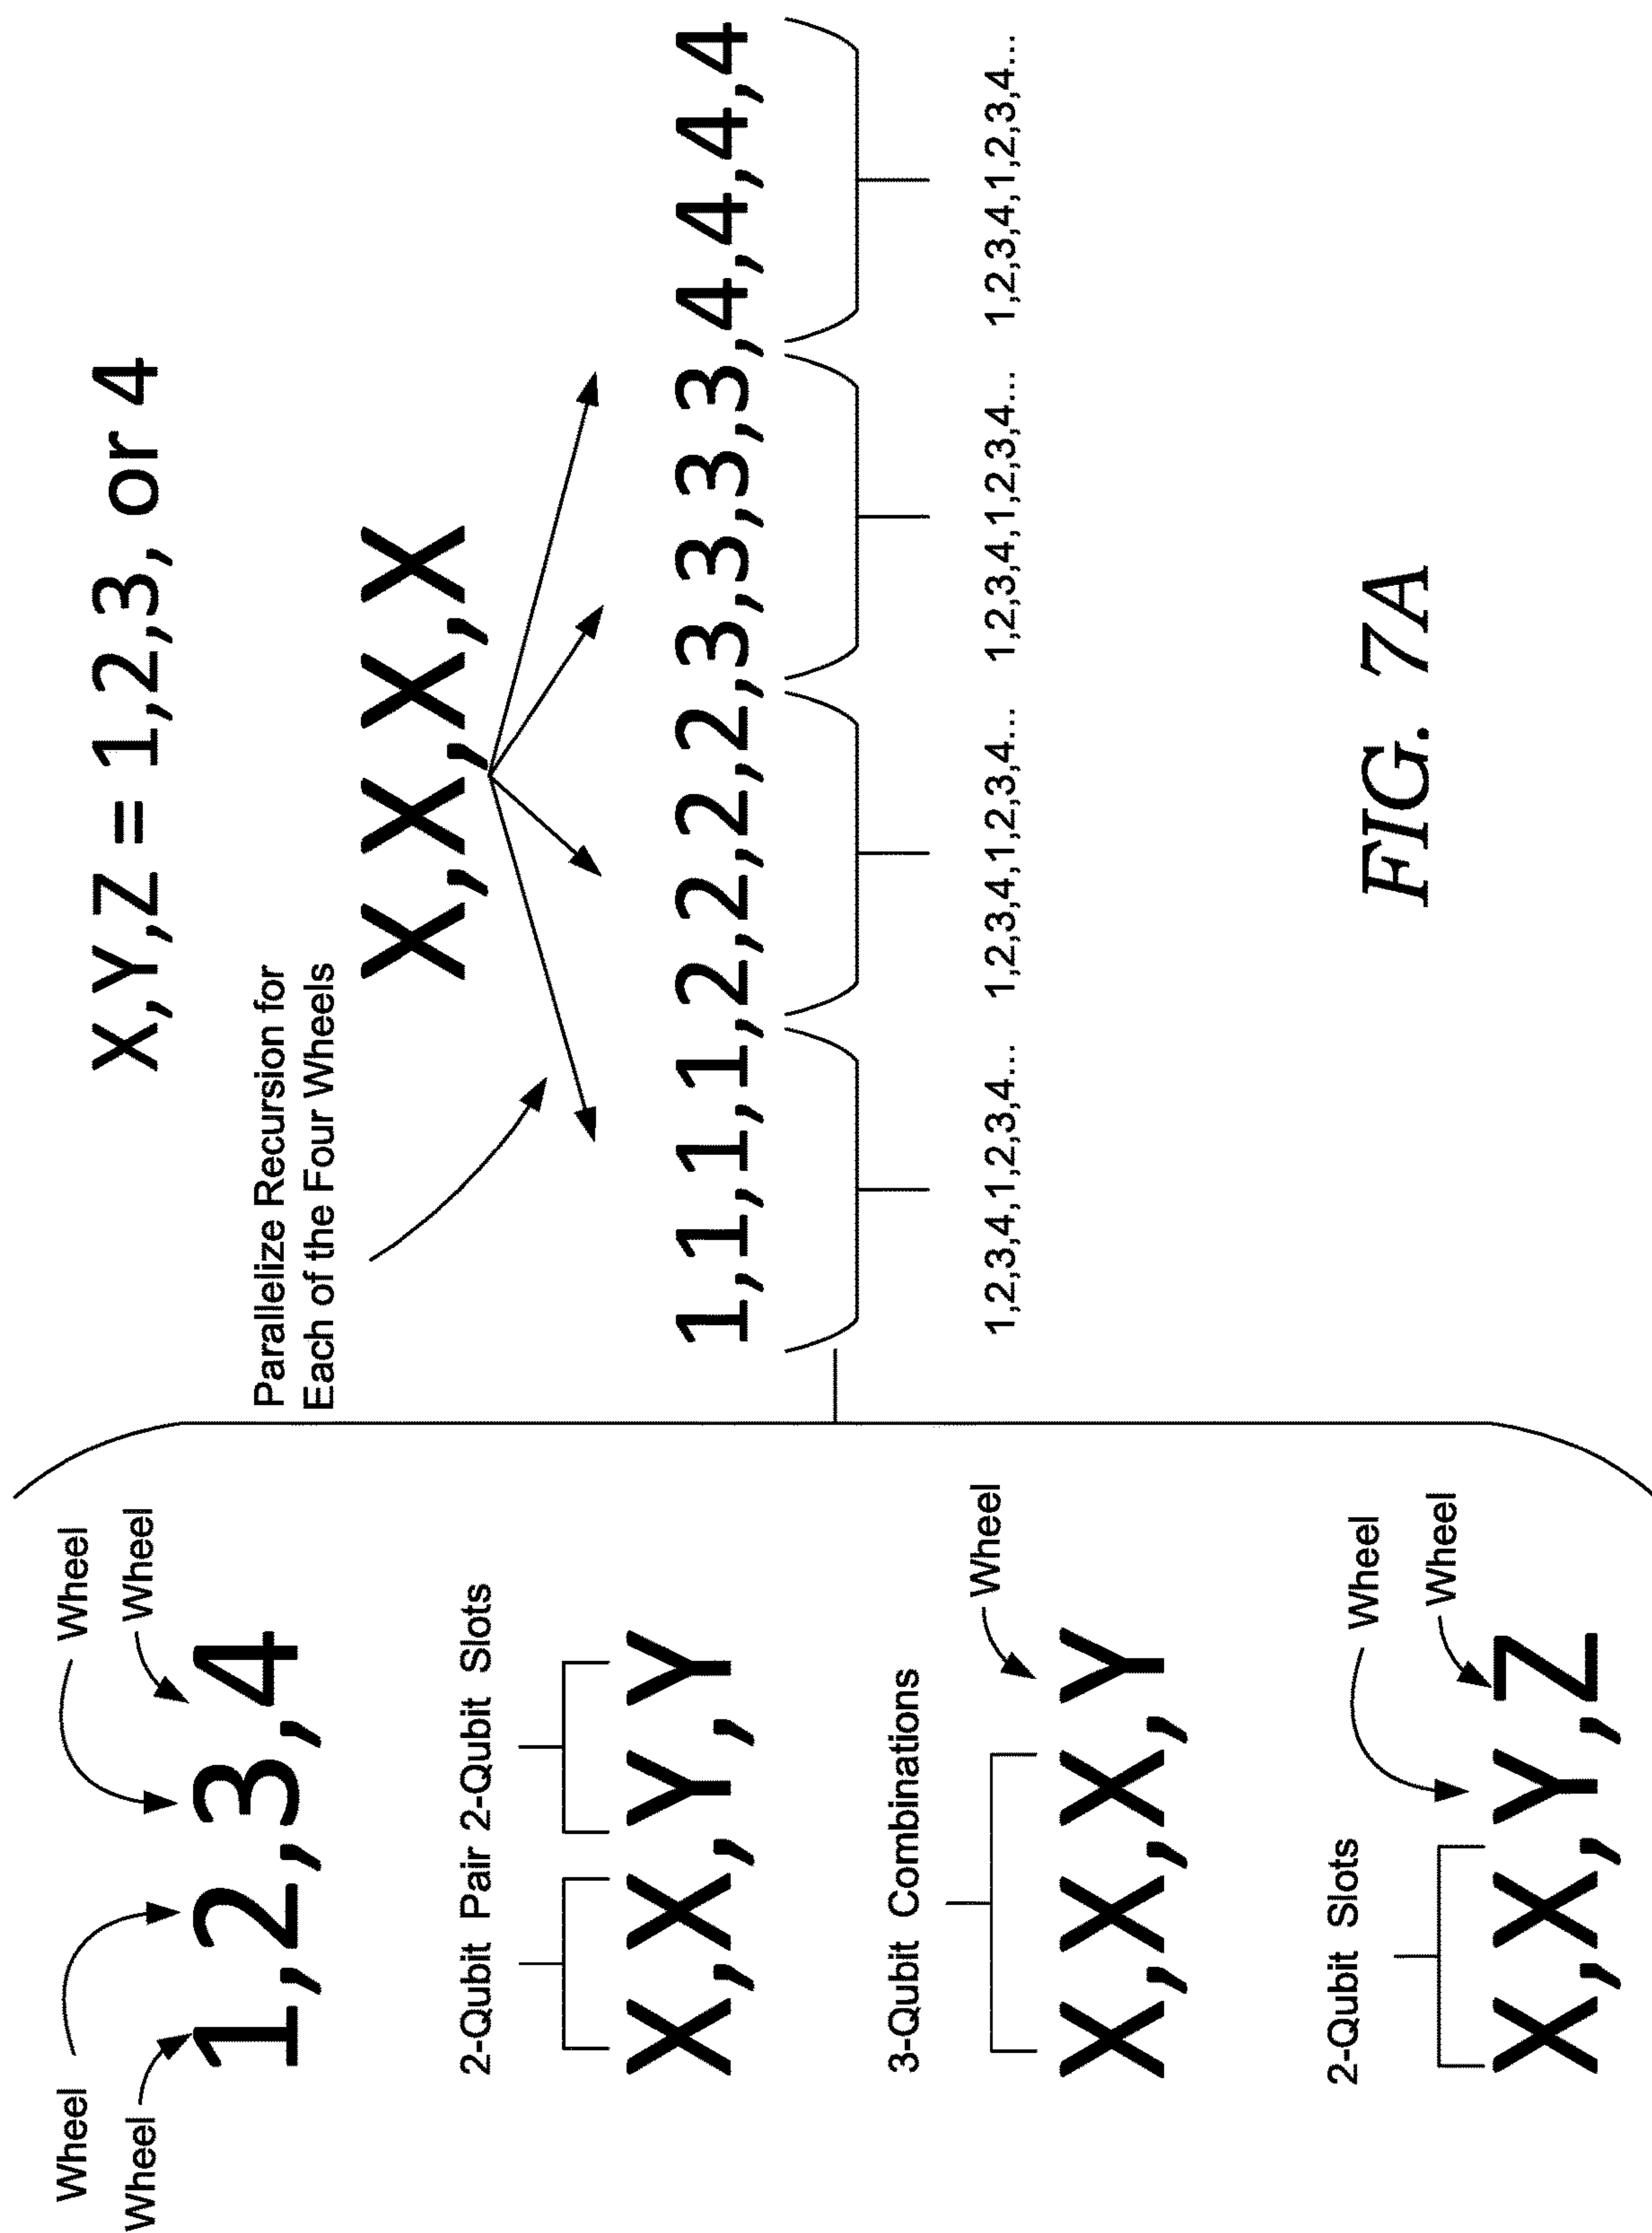 Wheel
Wheel
Wheel
Wheel
1,2,3,4
2-Qubit Pair 2-Qubit Slots
X,X,Y,Y
3-Qubit Combinations
Wheel
X,X,X,Y
2-Qubit Slots
Wheel
Wheel
X,X,Y,Z
X,Y,Z = 1,2,3, or 4
Parallelize Recursion for
Each of the Four Wheels
X,X,X,X
1,1,1,1,2,2,2,2,3,3,3,3,4,4,4,4
1,2,3,4,1,2,3,4... 1,2,3,4,1,2,3,4... 1,2,3,4,1,2,3,4... 1,2,3,4,1,2,3,4...
FIG. 7A